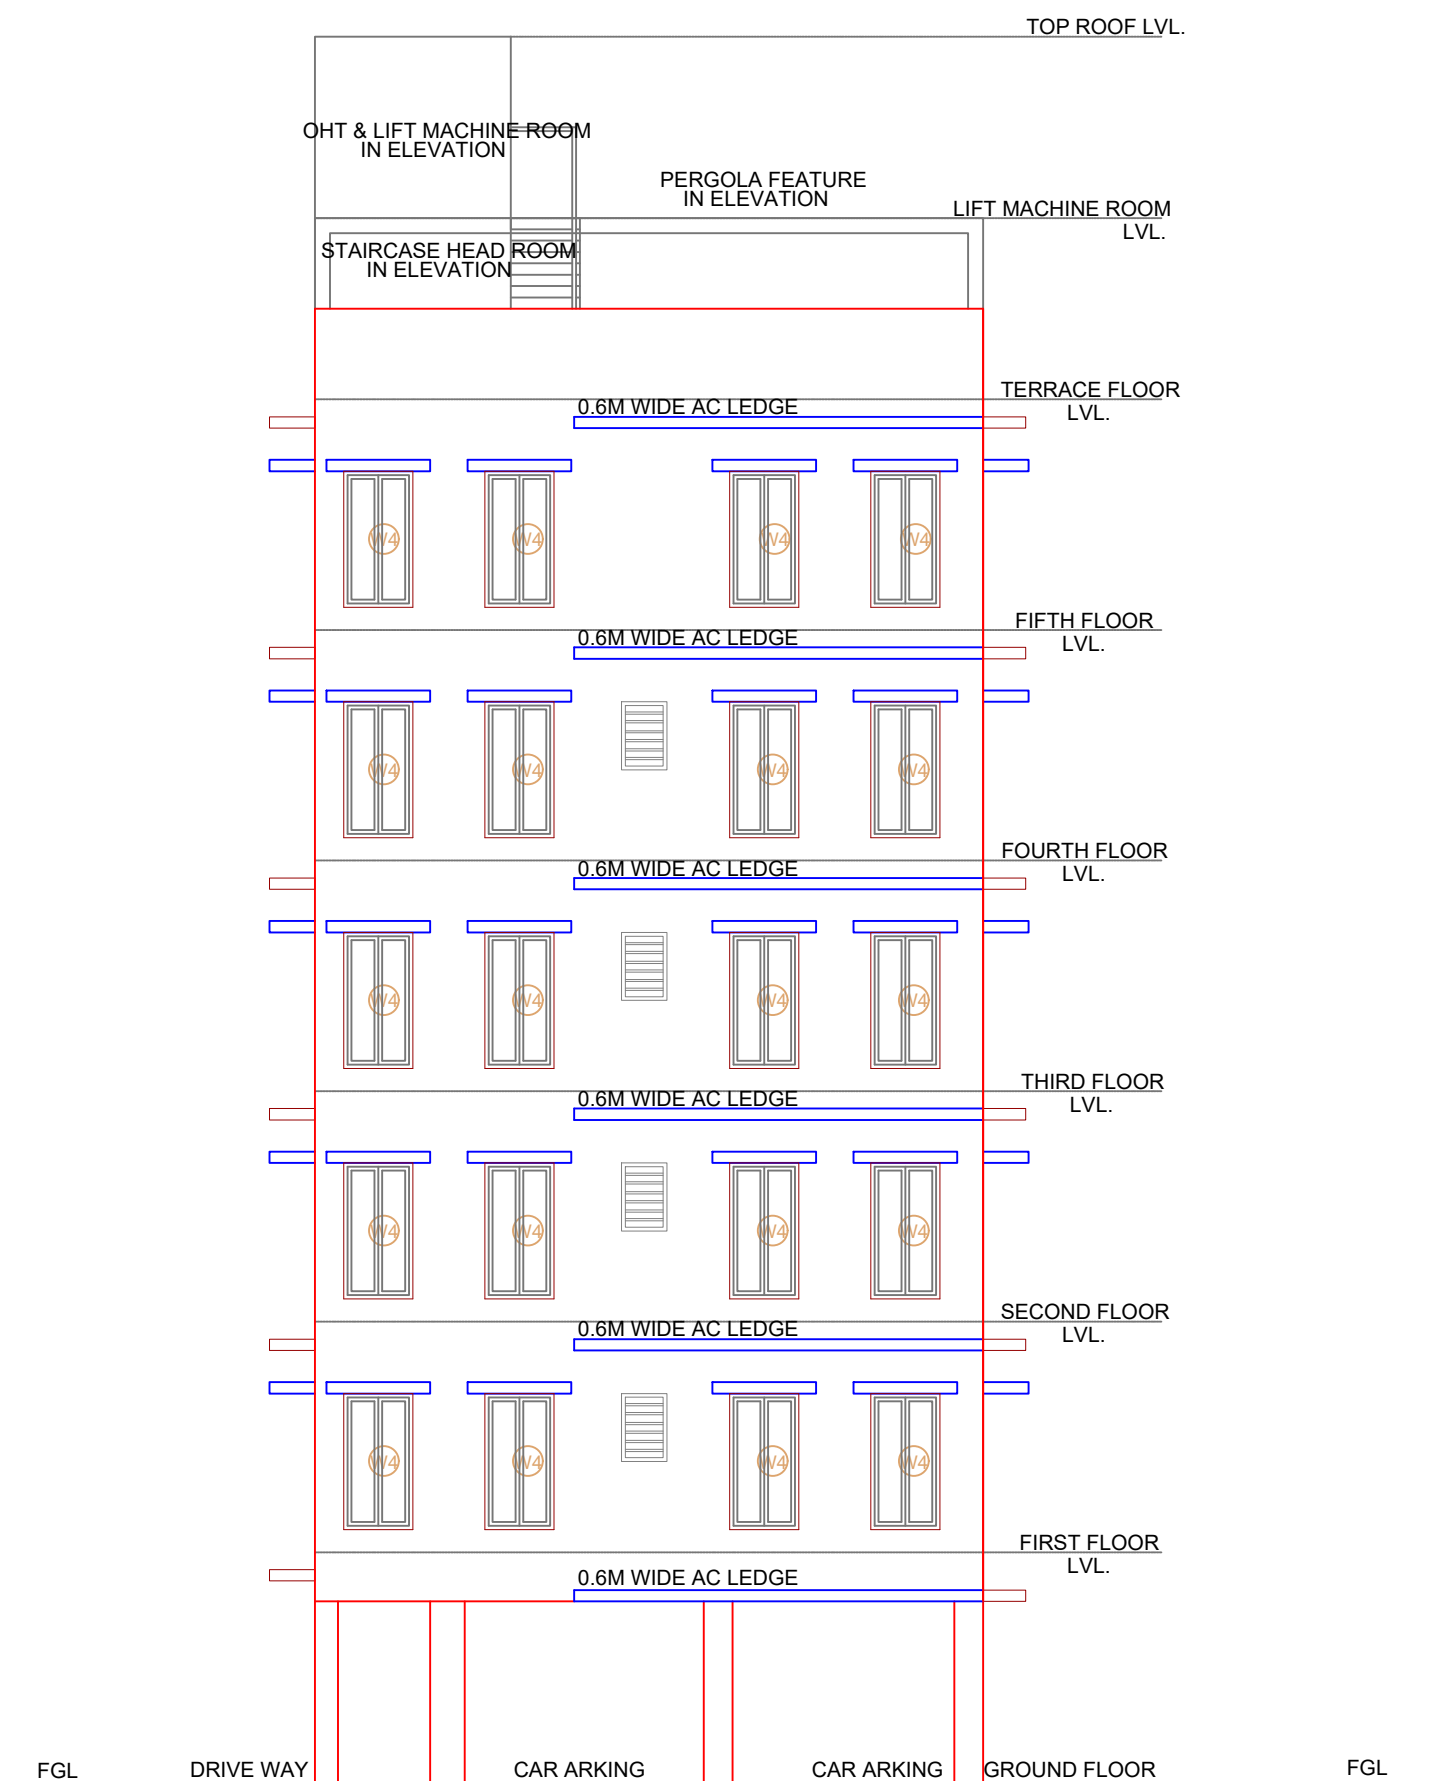 TOP ROOF LVL.
OHT & LIFT MACHINE ROOM
IN ELEVATION
PERGOLA FEATURE
IN ELEVATION
LIFT MACHINE ROOM
LVL.
STAIRCASE HEAD ROOM
IN ELEVATION
TERRACE FLOOR
LVL.
0.6M WIDE AC LEDGE
W4 W4 W4 W4
FIFTH FLOOR
LVL.
0.6M WIDE AC LEDGE
W4 W4 W4 W4
FOURTH FLOOR
LVL.
0.6M WIDE AC LEDGE
W4 W4 W4 W4
THIRD FLOOR
LVL.
0.6M WIDE AC LEDGE
W4 W4 W4 W4
SECOND FLOOR
LVL.
0.6M WIDE AC LEDGE
W4 W4 W4 W4
FIRST FLOOR
LVL.
0.6M WIDE AC LEDGE
FGL DRIVE WAY CAR ARKING CAR ARKING GROUND FLOOR FGL